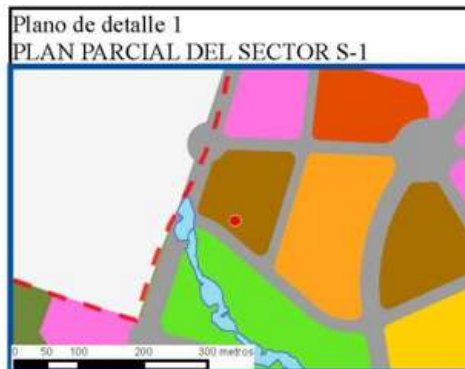 Plano de detalle 1
PLAN PARCIAL DEL SECTOR S-1
0 50 100 200 300 metros